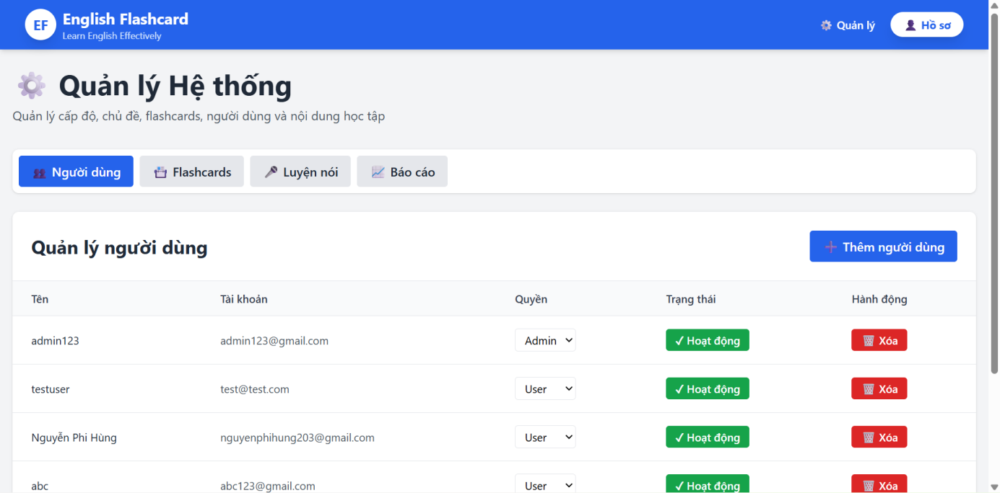 EF
English Flashcard
Learn English Effectively
Quản lý
Hồ sơ
Quản lý Hệ thống
Quản lý cấp độ, chủ đề, flashcards, người dùng và nội dung học tập
Người dùng Flashcards Luyện nói Báo cáo
Quản lý người dùng
Thêm người dùng
Tên Tài khoản Quyền Trạng thái Hành động
admin123 admin123@gmail.com Admin ✓ Hoạt động Xóa
testuser test@test.com User ✓ Hoạt động Xóa
Nguyễn Phi Hùng nguyenphihung203@gmail.com User ✓ Hoạt động Xóa
abc abc123@gmail.com User ✓ Hoạt động Xóa